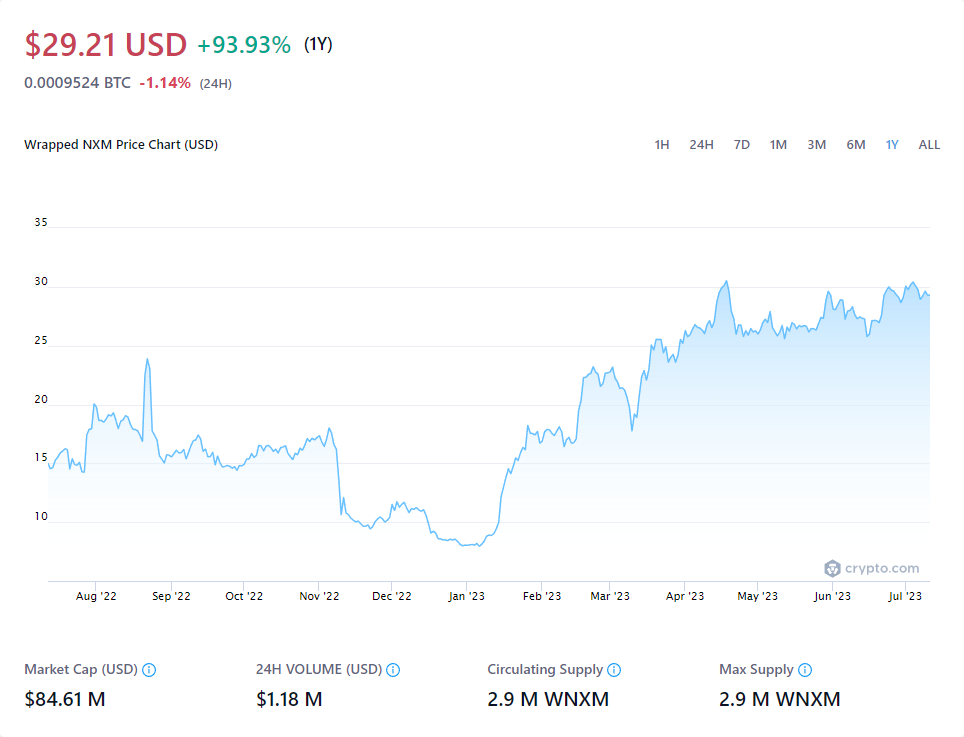 $29.21 USD +93.93% (1Y)
0.0009524 BTC -1.14% (24H)
Wrapped NXM Price Chart (USD) 1H 24H 7D 1M 3M 6M 1Y ALL
35
30
25
20
15
10
crypto.com
Aug '22 Sep '22 Oct '22 Nov '22 Dec '22 Jan '23 Feb '23 Mar '23 Apr '23 May '23 Jun '23 Jul '23
Market Cap (USD) 24H VOLUME (USD) Circulating Supply Max Supply
$84.61 M $1.18 M 2.9 M WNXM 2.9 M WNXM